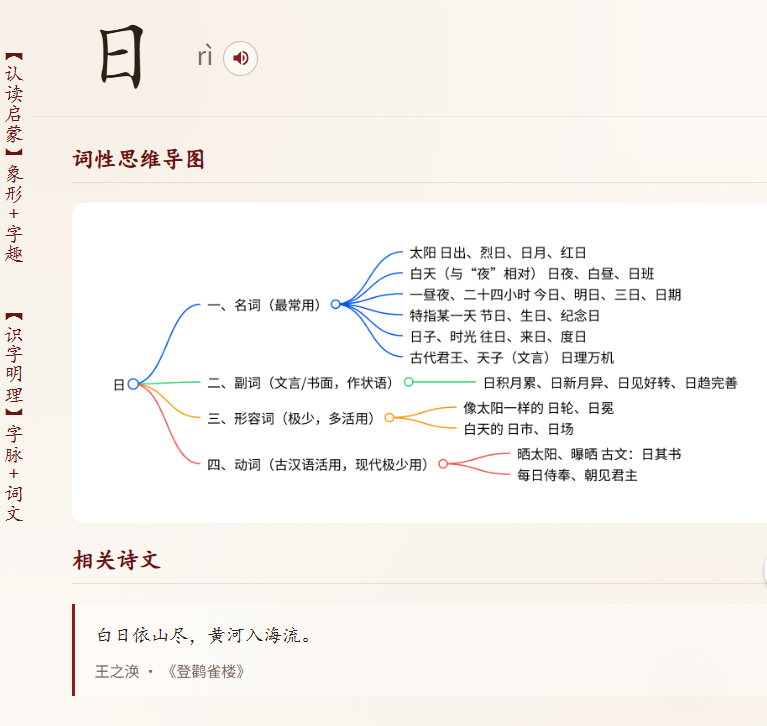 日
rì
【认读启蒙】象形+字趣
【识字明理】字脉+词文
词性思维导图
日
一、名词（最常用）
太阳 日出、烈日、日月、红日
白天（与“夜”相对） 日夜、白昼、日班
一昼夜、二十四小时 今日、明日、三日、日期
特指某一天 节日、生日、纪念日
日子、时光 往日、来日、度日
古代君王、天子（文言） 日理万机
二、副词（文言/书面，作状语）
日积月累、日新月异、日见好转、日趋完善
三、形容词（极少，多活用）
像太阳一样的 日轮、日冕
白天的 日市、日场
四、动词（古汉语活用，现代极少用）
晒太阳、曝晒 古文：日其书
每日侍奉、朝见君主
相关诗文
白日依山尽，黄河入海流。
王之涣 · 《登鹳雀楼》